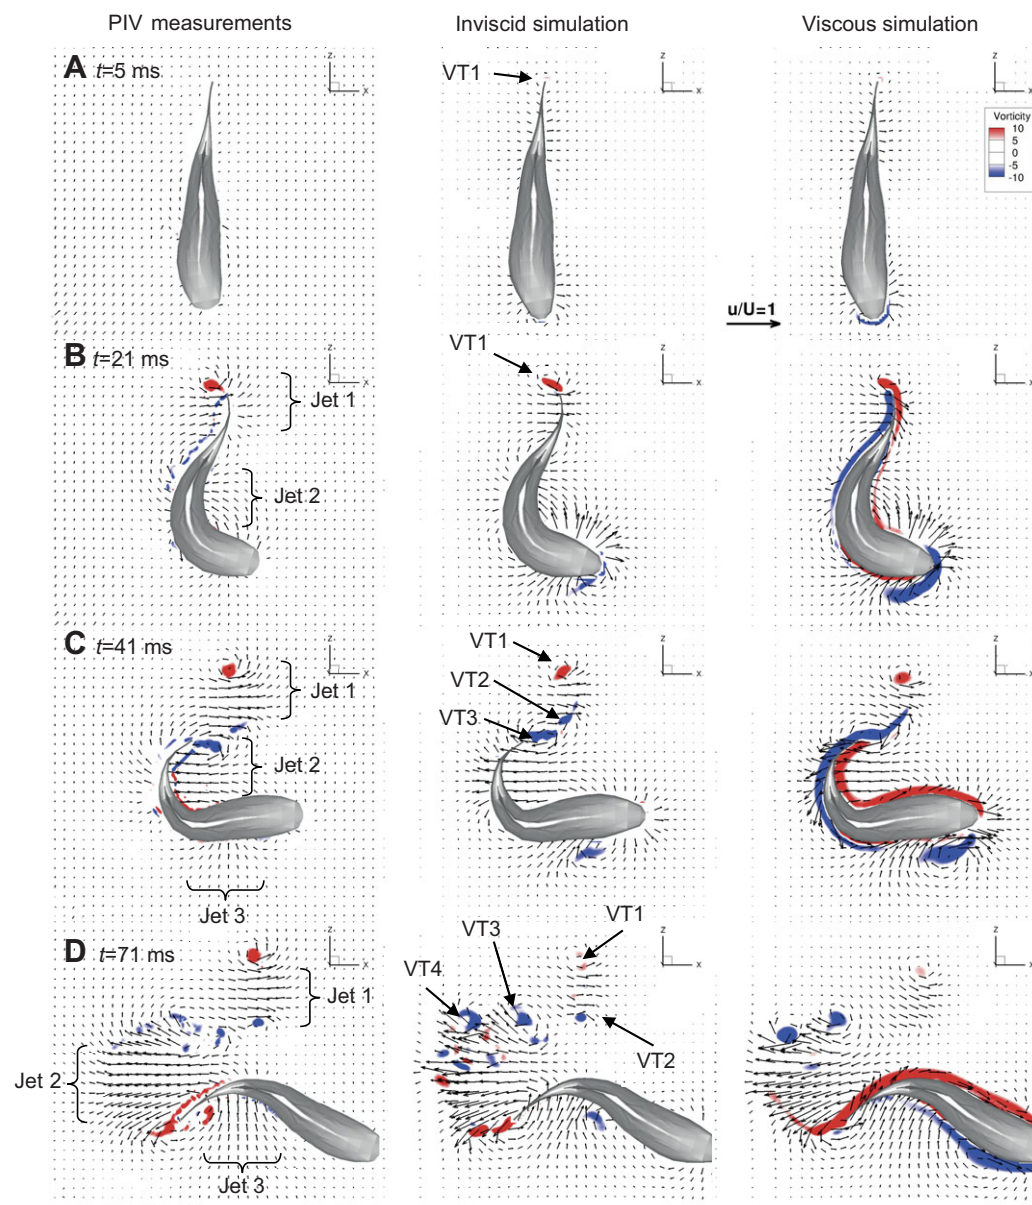 PIV measurements
Inviscid simulation
Viscous simulation
A t=5 ms
z
x
VT1
z
x
z
x
Vorticity
10
5
0
-5
-10
u/U=1
B t=21 ms
z
x
Jet 1
Jet 2
VT1
z
x
z
x
C t=41 ms
z
x
Jet 1
Jet 2
Jet 3
VT1
VT2
VT3
z
x
z
x
D t=71 ms
z
x
Jet 1
Jet 2
Jet 3
VT1
VT3
VT4
VT2
z
x
z
x